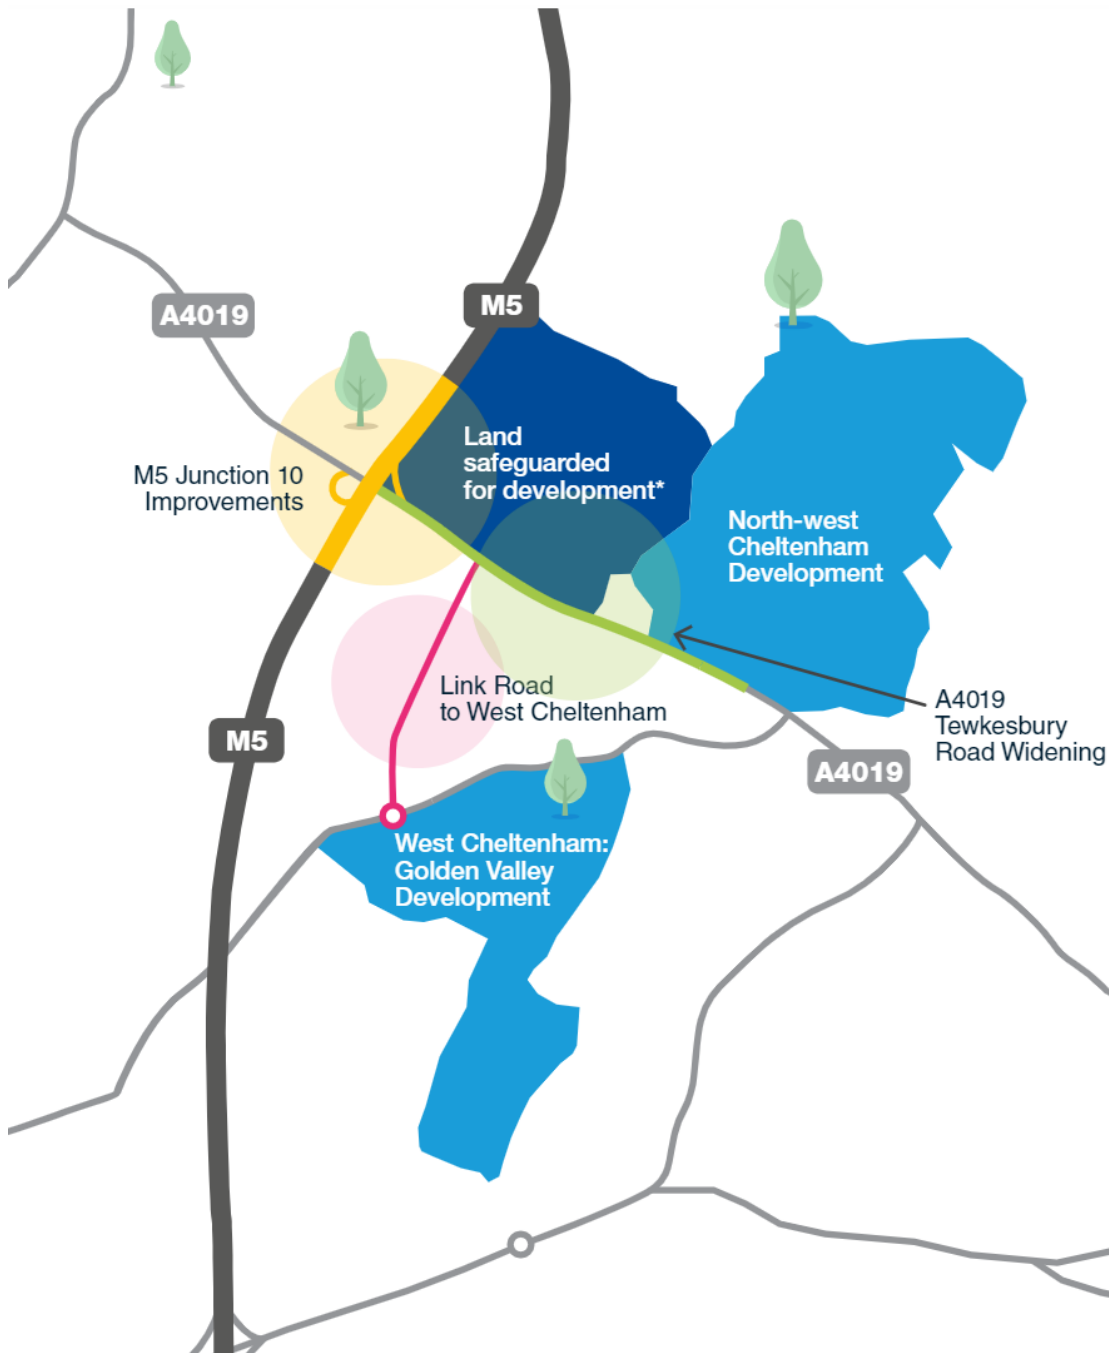 M5
A4019
Land
safeguarded
for development*
M5 Junction 10
Improvements
North-west
Cheltenham
Development
Link Road
to West Cheltenham
A4019
Tewkesbury
Road Widening
M5
A4019
West Cheltenham:
Golden Valley
Development